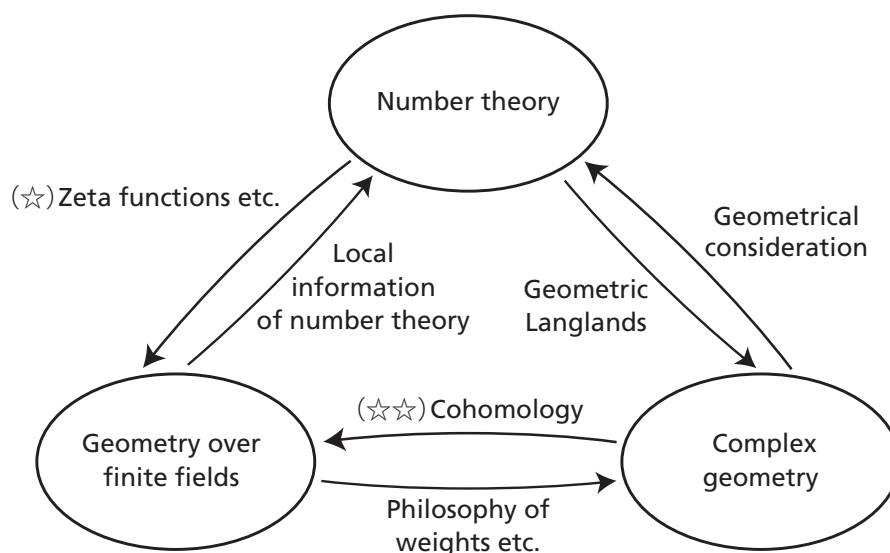 Number theory
(☆) Zeta functions etc.
Geometrical
consideration
Local
information
of number theory
Geometric
Langlands
(☆☆) Cohomology
Geometry over
finite fields
Complex
geometry
Philosophy of
weights etc.